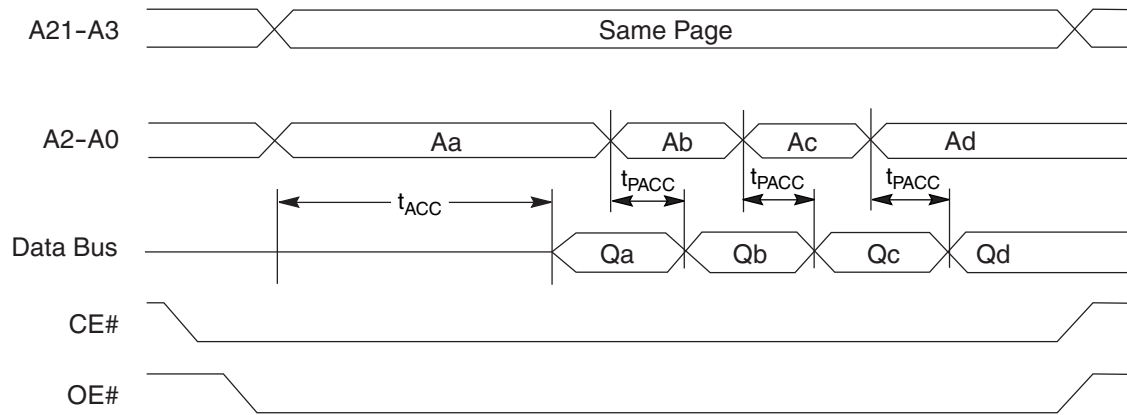 A21–A3 Same Page
A2–A0 Aa Ab Ac Ad
tACC tPACC tPACC tPACC
Data Bus Qa Qb Qc Qd
CE#
OE#